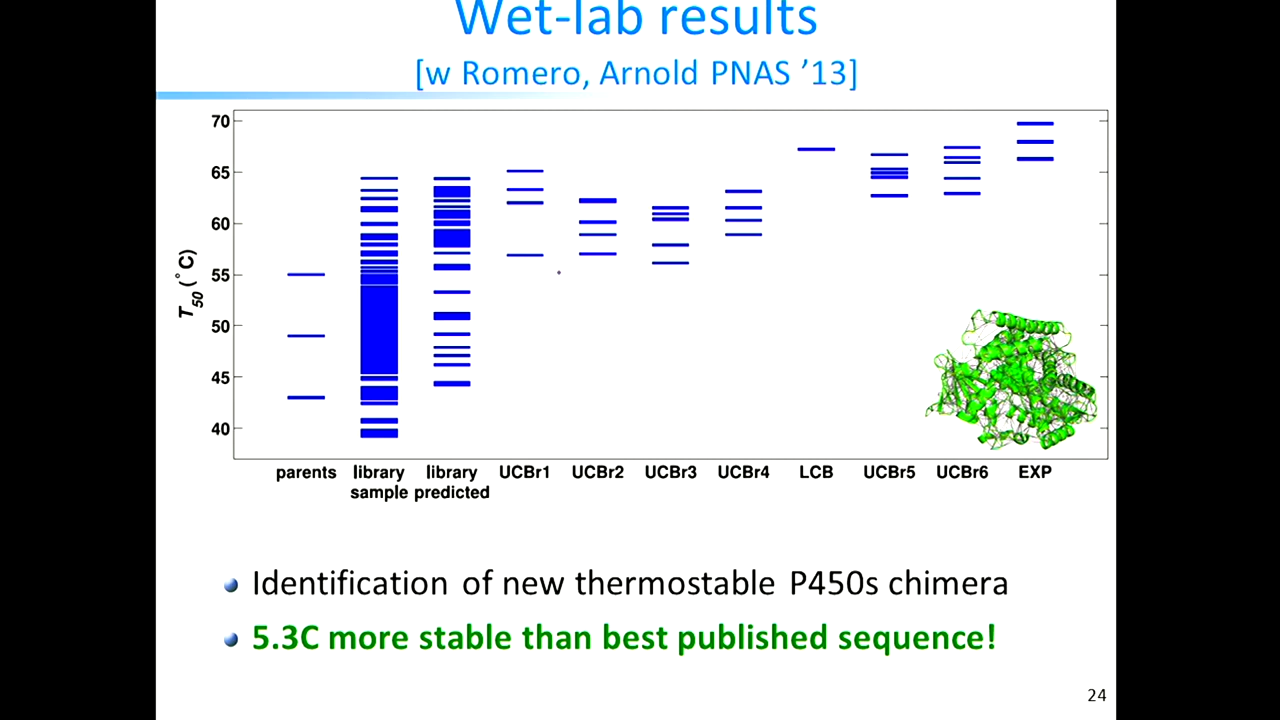 Wet-lab results
[w Romero, Arnold PNAS ’13]
70
65
60
55
50
45
40
T50 (°C)
parents
library sample
library predicted
UCBr1
UCBr2
UCBr3
UCBr4
LCB
UCBr5
UCBr6
EXP
Identification of new thermostable P450s chimera
5.3C more stable than best published sequence!
24